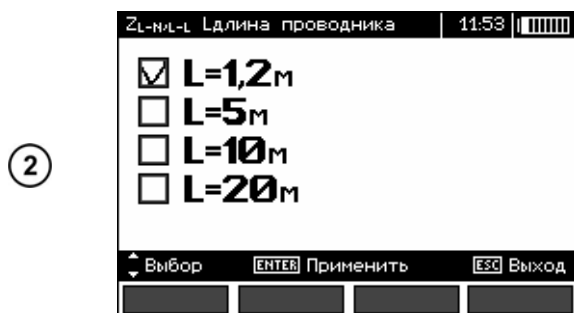 ZL-N/L-L Lдлина проводника 11:53
L=1,2м
L=5м
L=10м
L=20м
2
Выбор ENTER Применить ESC Выход